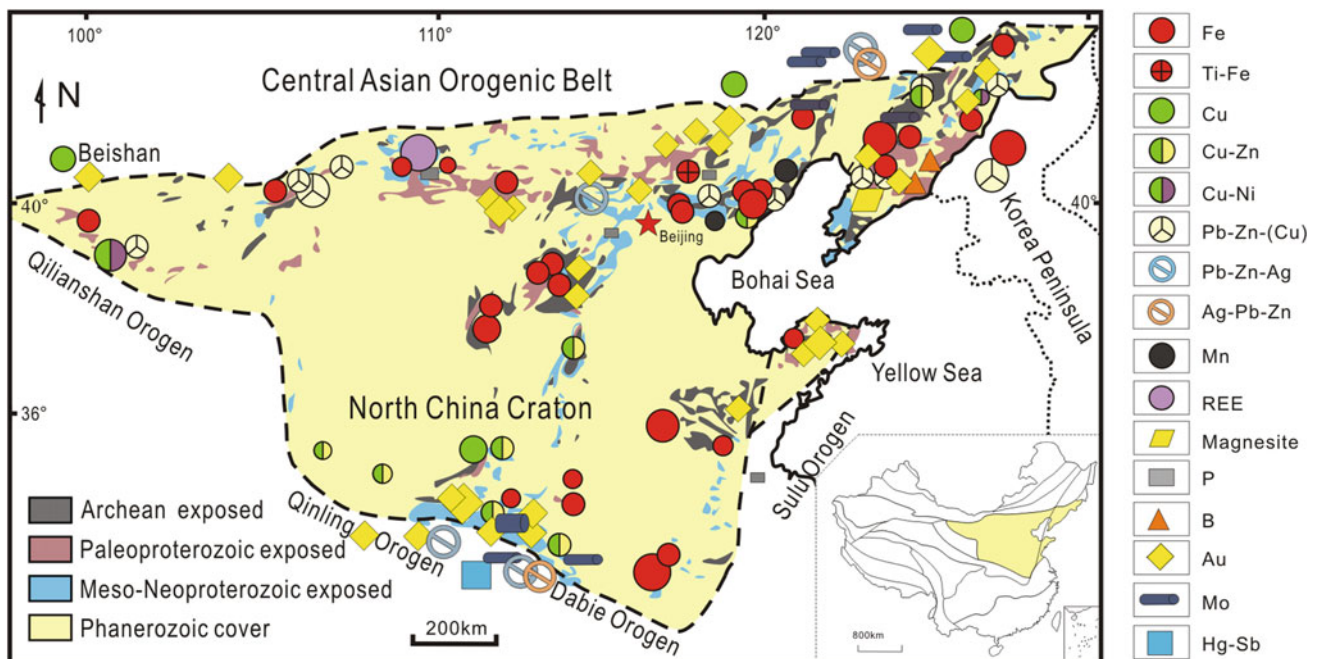 100°
110°
120°
Central Asian Orogenic Belt
N
Beishan
40°
40°
Beijing
Qilianshan Orogen
Bohai Sea
Korea Peninsula
Yellow Sea
36°
North China Craton
Sulu Orogen
Qinling Orogen
Dabie Orogen
Archean exposed
Paleoproterozoic exposed
Meso-Neoproterozoic exposed
Phanerozoic cover
200km
800km
Fe
Ti-Fe
Cu
Cu-Zn
Cu-Ni
Pb-Zn-(Cu)
Pb-Zn-Ag
Ag-Pb-Zn
Mn
REE
Magnesite
P
B
Au
Mo
Hg-Sb